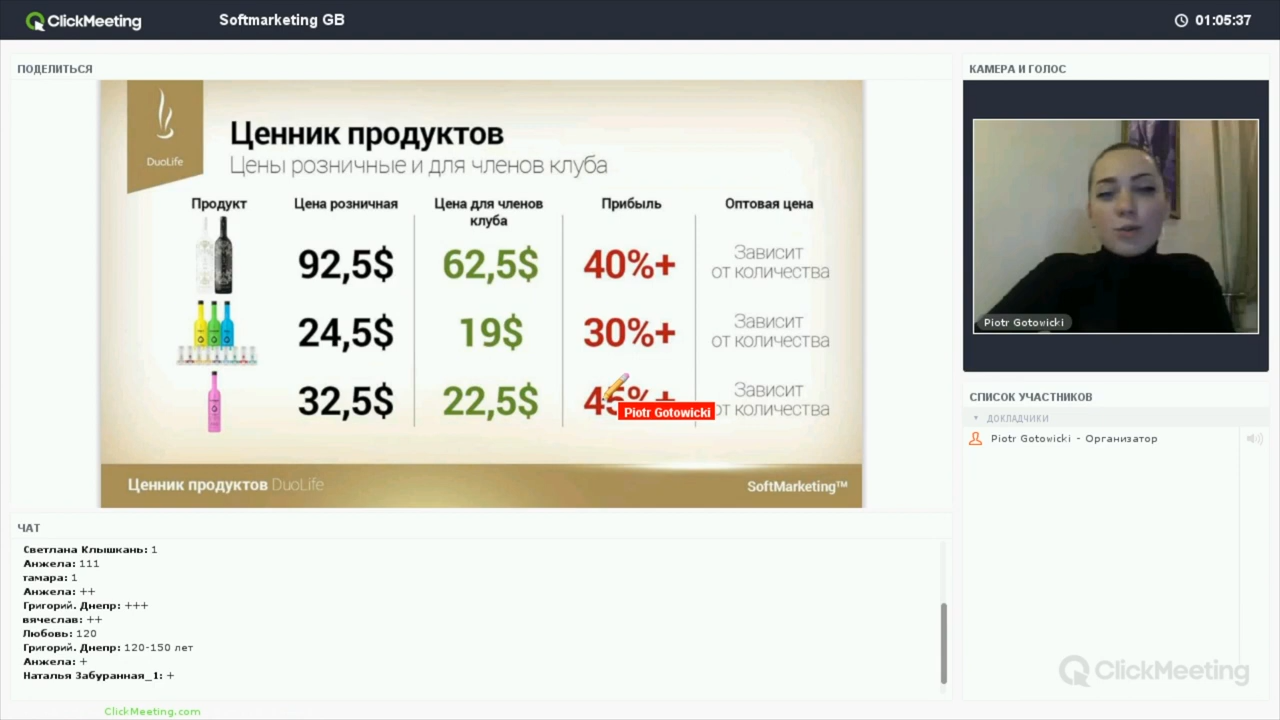 ClickMeeting
Softmarketing GB
01:05:37
ПОДЕЛИТЬСЯ
DuoLife
Ценник продуктов
Цены розничные и для членов клуба
Продукт
Цена розничная
Цена для членов
клуба
Прибыль
Оптовая цена
92,5$
62,5$
40%+
Зависит
от количества
24,5$
19$
30%+
Зависит
от количества
32,5$
22,5$
45%+
Зависит
от количества
Piotr Gotowicki
Ценник продуктов DuoLife
SoftMarketing™
КАМЕРА И ГОЛОС
Piotr Gotowicki
СПИСОК УЧАСТНИКОВ
ДОКЛАДЧИКИ
Piotr Gotowicki - Организатор
ЧАТ
Светлана Клышкань: 1
Анжела: 111
тамара: 1
Анжела: ++
Григорий. Днепр: +++
вячеслав: ++
Любовь: 120
Григорий. Днепр: 120-150 лет
Анжела: +
Наталья Забуранная_1: +
ClickMeeting
ClickMeeting.com